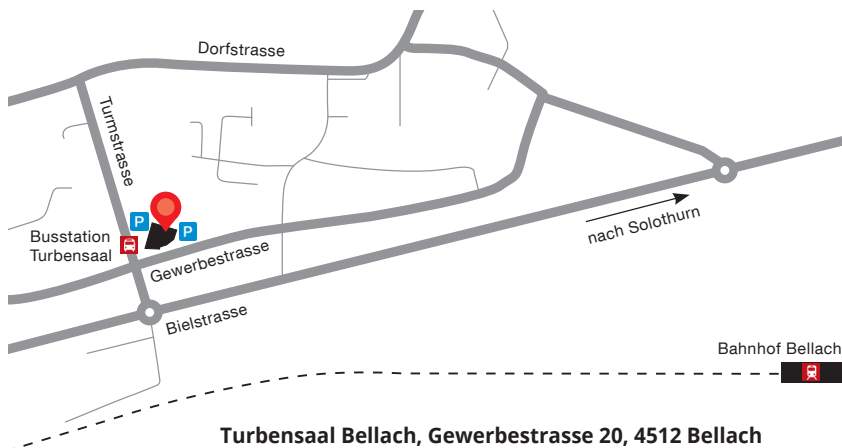 Dorfstrasse
Turmstrasse
P
P
Busstation
Turbensaal
Gewerbestrasse
nach Solothurn
Bielstrasse
Bahnhof Bellach
Turbensaal Bellach, Gewerbestrasse 20, 4512 Bellach